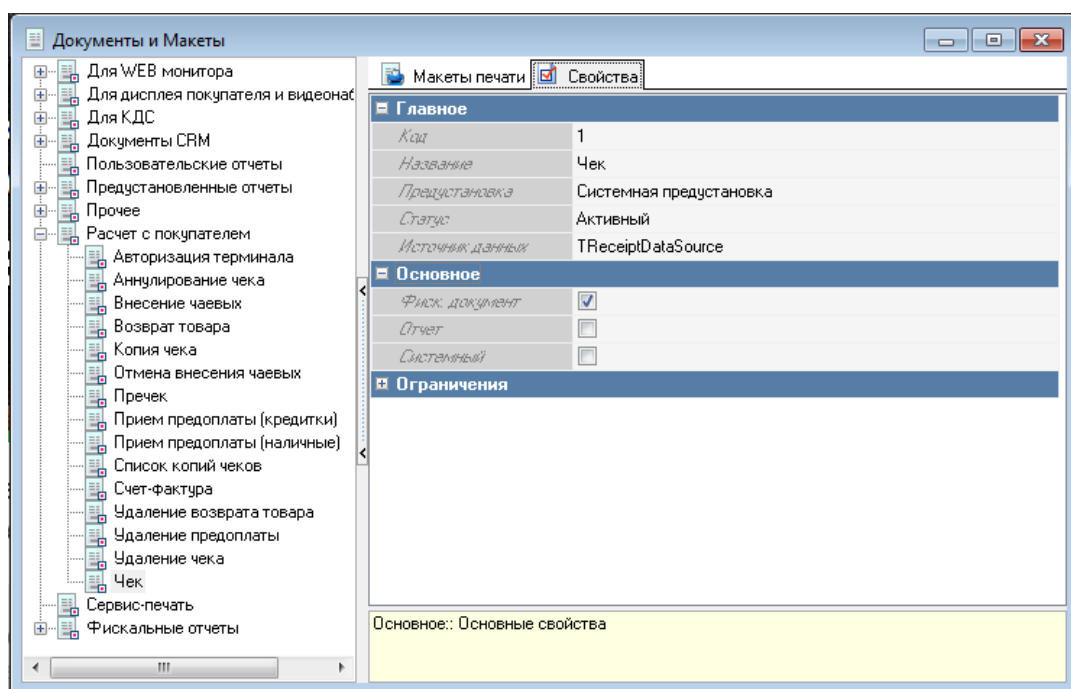 Документы и Макеты
Для WEB монитора
Для дисплея покупателя и видеонаб
Для КДС
Документы CRM
Пользовательские отчеты
Предустановленные отчеты
Прочее
Расчет с покупателем
Авторизация терминала
Аннулирование чека
Внесение чаевых
Возврат товара
Копия чека
Отмена внесения чаевых
Пречек
Прием предоплаты (кредитки)
Прием предоплаты (наличные)
Список копий чеков
Счет-фактура
Удаление возврата товара
Удаление предоплаты
Удаление чека
Чек
Сервис-печать
Фискальные отчеты
Макеты печати Свойства
Главное
Код 1
Название Чек
Предустановка Системная предустановка
Статус Активный
Источник данных TReceiptDataSource
Основное
Фиск. документ
Отчет
Системный
Ограничения
Основное:: Основные свойства